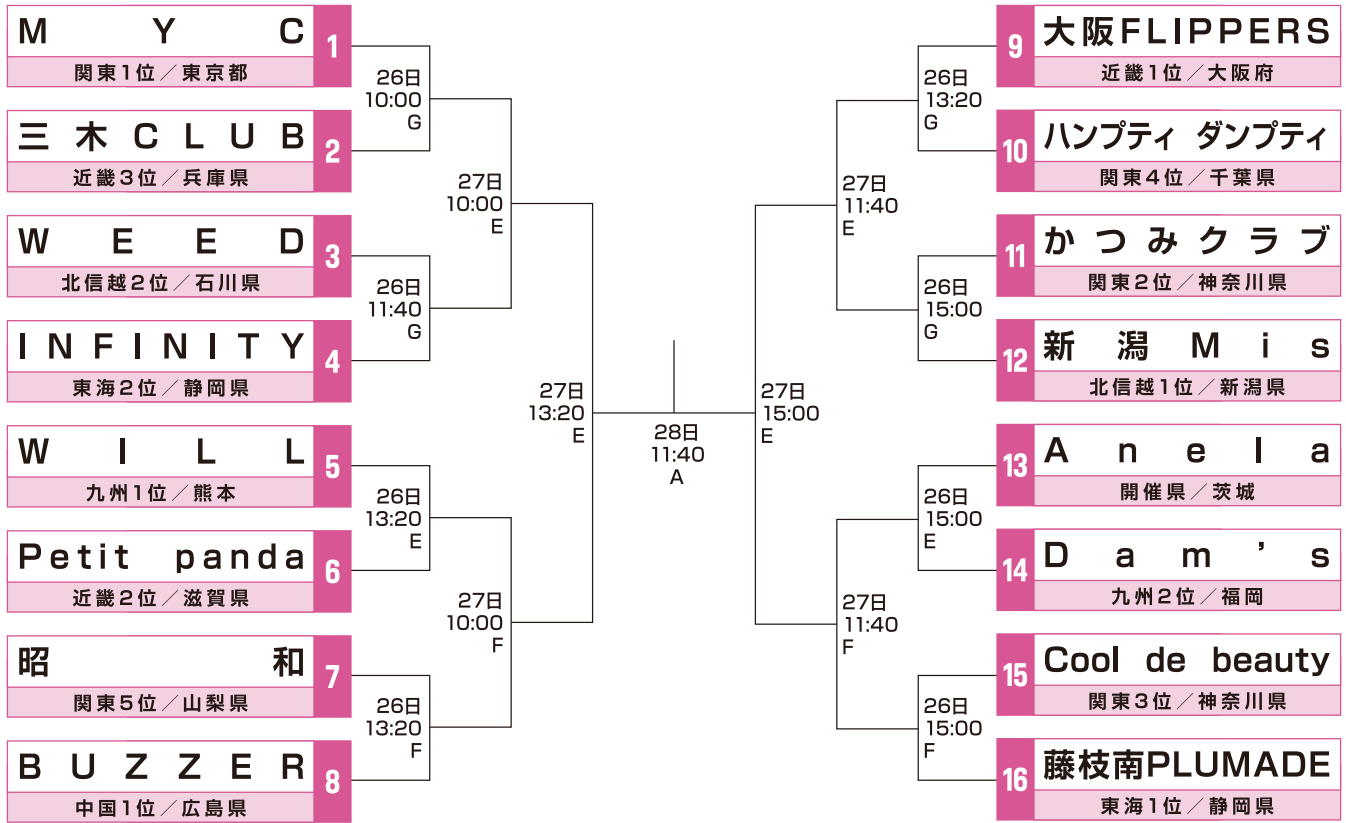 M Y C
関東1位／東京都
1
三木CLUB
近畿3位／兵庫県
2
WEED
北信越2位／石川県
3
INFINITY
東海2位／静岡県
4
WILL
九州1位／熊本
5
Petit panda
近畿2位／滋賀県
6
昭和
関東5位／山梨県
7
BUZZER
中国1位／広島県
8
26日
10:00
G
26日
11:40
G
26日
13:20
E
26日
13:20
F
27日
10:00
E
27日
10:00
F
27日
13:20
E
28日
11:40
A
27日
15:00
E
27日
11:40
E
27日
11:40
F
26日
13:20
G
26日
15:00
G
26日
15:00
E
26日
15:00
F
9
大阪FLIPPERS
近畿1位／大阪府
10
ハンプティ ダンプティ
関東4位／千葉県
11
かつみクラブ
関東2位／神奈川県
12
新潟Mis
北信越1位／新潟県
13
Anela
開催県／茨城
14
Dam's
九州2位／福岡
15
Cool de beauty
関東3位／神奈川県
16
藤枝南PLUMADE
東海1位／静岡県